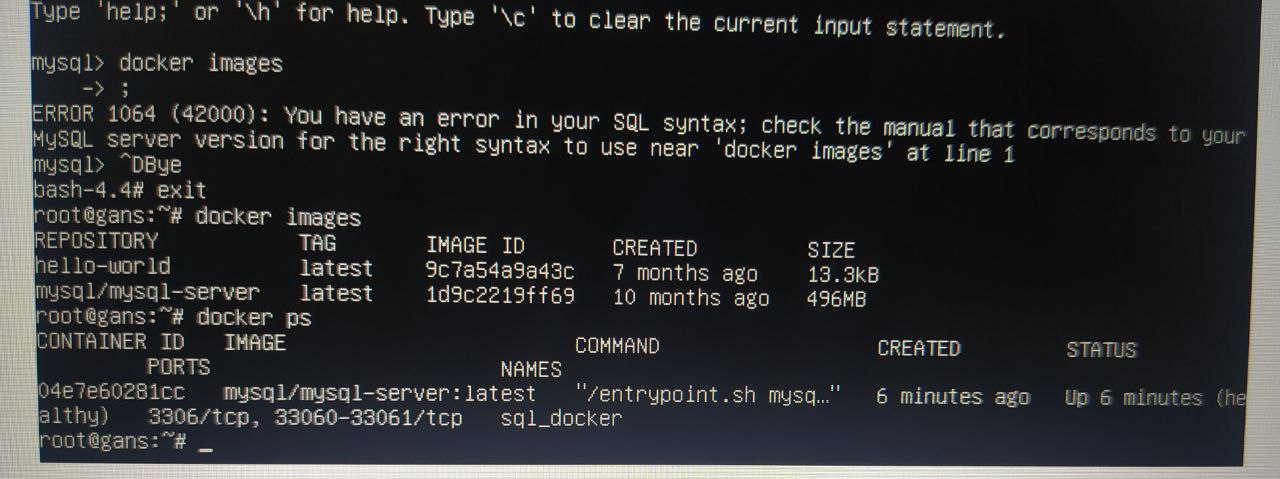 Type 'help;' or '\h' for help. Type '\c' to clear the current input statement.
mysql> docker images
    -> ;
ERROR 1064 (42000): You have an error in your SQL syntax; check the manual that corresponds to your
MySQL server version for the right syntax to use near 'docker images' at line 1
mysql> ^DBye
bash-4.4# exit
root@gans:~# docker images
REPOSITORY           TAG       IMAGE ID       CREATED         SIZE
hello-world          latest    9c7a54a9a43c   7 months ago    13.3kB
mysql/mysql-server   latest    1d9c2219ff69   10 months ago   496MB
root@gans:~# docker ps
CONTAINER ID   IMAGE                       COMMAND                  CREATED         STATUS
        PORTS                       NAMES
04e7e60281cc   mysql/mysql-server:latest   "/entrypoint.sh mysq…"   6 minutes ago   Up 6 minutes (he
althy)   3306/tcp, 33060-33061/tcp   sql_docker
root@gans:~# _